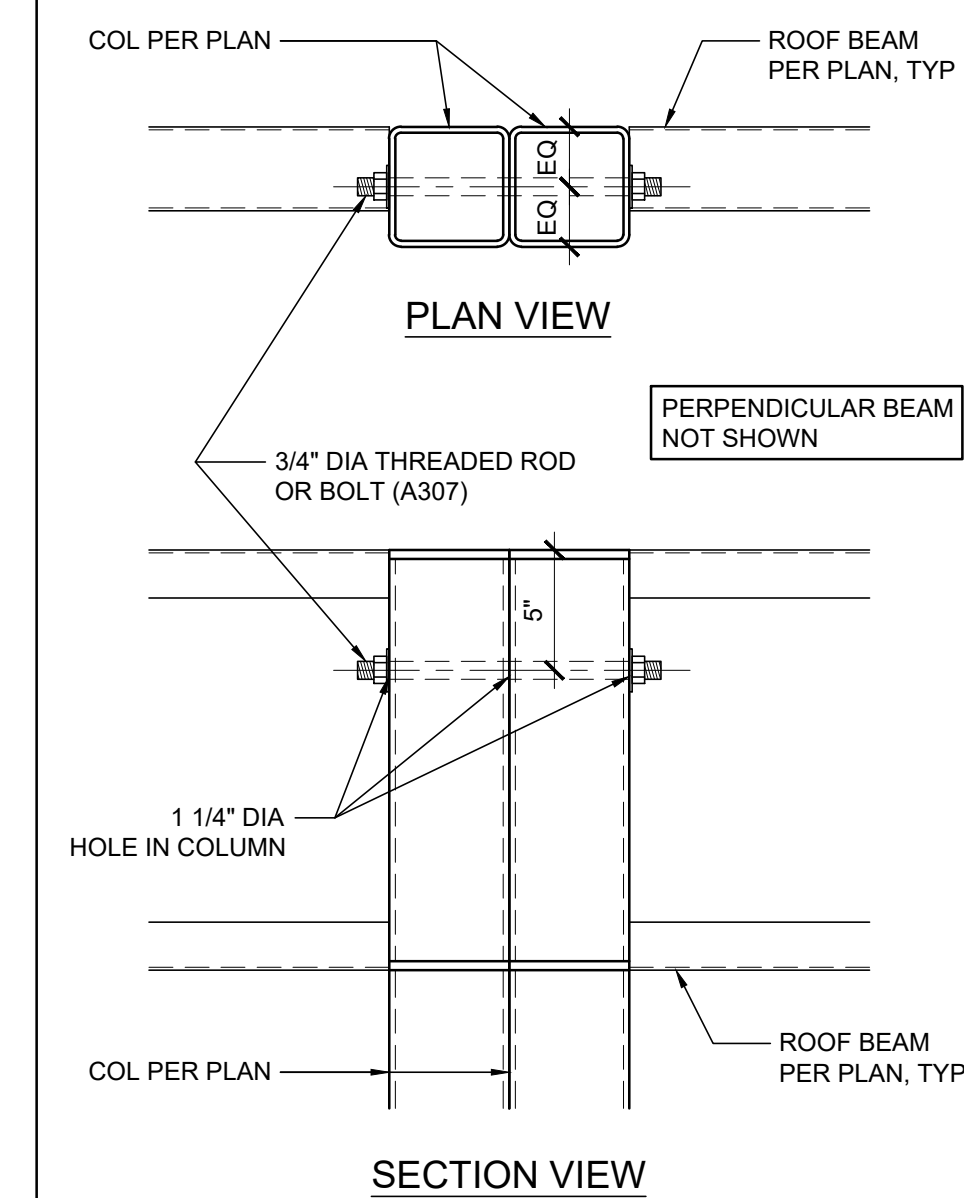 COL PER PLAN
ROOF BEAM
PER PLAN, TYP
EQ
EQ
PLAN VIEW
PERPENDICULAR BEAM
NOT SHOWN
3/4" DIA THREADED ROD
OR BOLT (A307)
5"
1 1/4" DIA
HOLE IN COLUMN
COL PER PLAN
ROOF BEAM
PER PLAN, TYP
SECTION VIEW